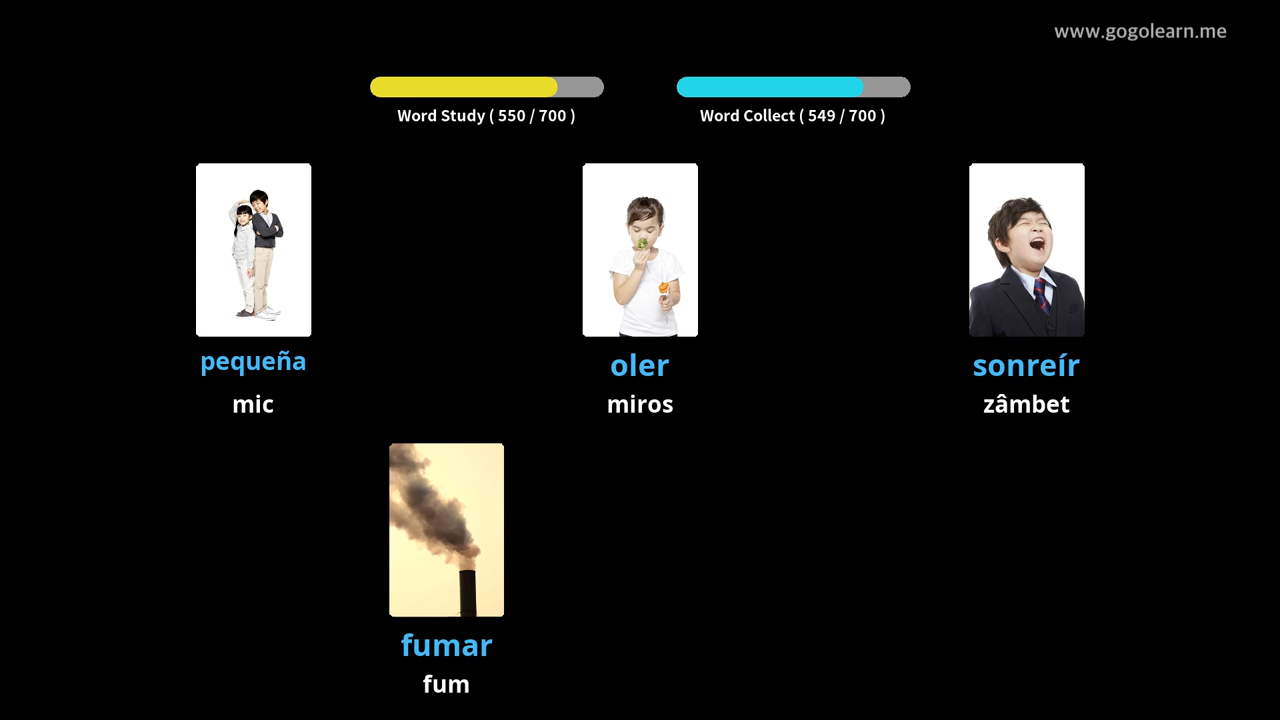 www.gogolearn.me
Word Study ( 550 / 700 )
Word Collect ( 549 / 700 )
pequeña
mic
oler
miros
sonreír
zâmbet
fumar
fum